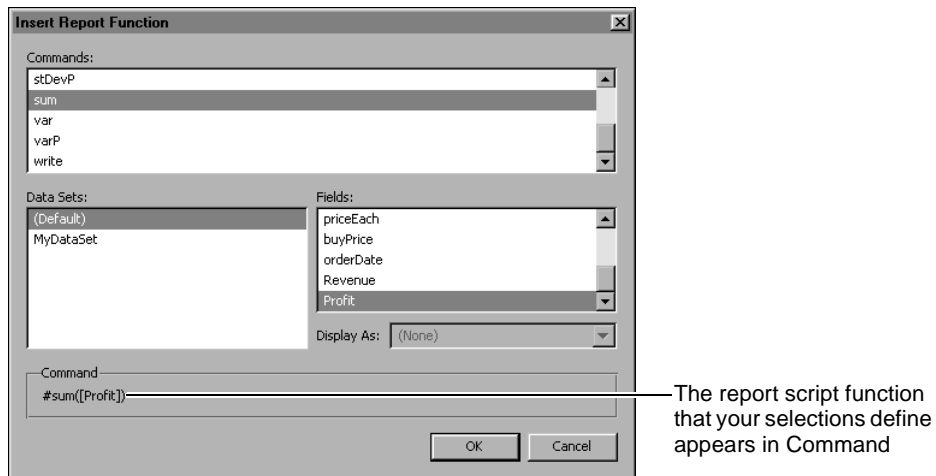 Insert Report Function
Commands:
stDevP
sum
var
varP
write
Data Sets:
(Default)
MyDataSet
Fields:
priceEach
buyPrice
orderDate
Revenue
Profit
Display As: (None)
Command
#sum([Profit])
The report script function
that your selections define
appears in Command
OK
Cancel